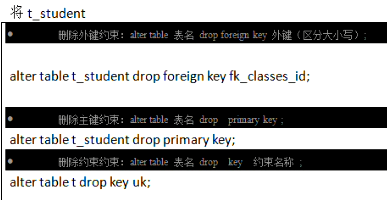 将 t_student
● 删除外键约束：alter table 表名 drop foreign key 外键（区分大小写）;
alter table t_student drop foreign key fk_classes_id;
● 删除主键约束：alter table 表名 drop primary key ;
alter table t_student drop primary key;
● 删除约束约束：alter table 表名 drop key 约束名称 ;
alter table t drop key uk;